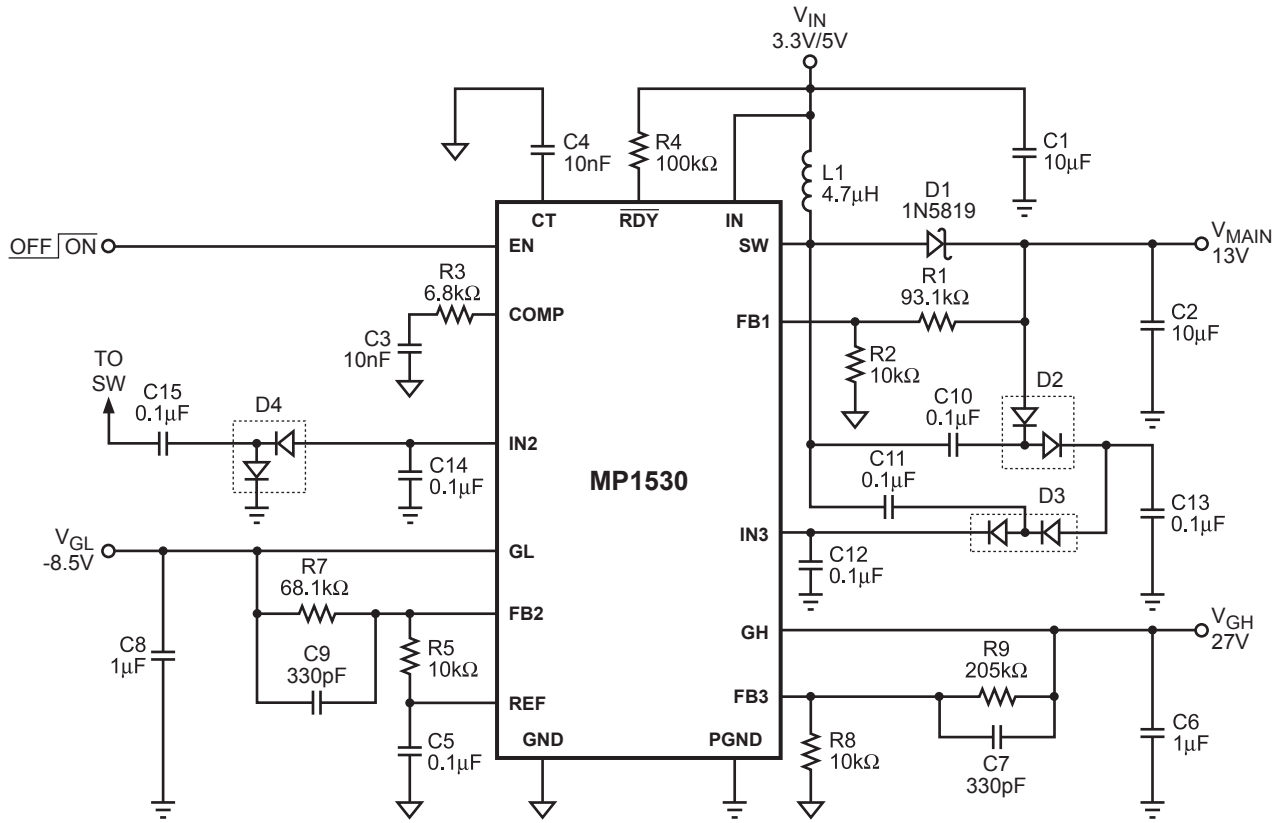 VIN
3.3V/5V
C4
10nF
R4
100kΩ
C1
10μF
L1
4.7μH
D1
1N5819
CT
RDY
IN
OFF ON
EN
SW
VMAIN
13V
R3
6.8kΩ
COMP
R1
93.1kΩ
FB1
C3
10nF
R2
10kΩ
C2
10μF
TO
SW
C15
0.1μF
D4
C10
0.1μF
D2
IN2
C14
0.1μF
MP1530
C11
0.1μF
D3
C13
0.1μF
IN3
C12
0.1μF
VGL
-8.5V
GL
R7
68.1kΩ
FB2
GH
VGH
27V
C8
1μF
C9
330pF
R5
10kΩ
R9
205kΩ
FB3
REF
C6
1μF
C5
0.1μF
GND
PGND
R8
10kΩ
C7
330pF